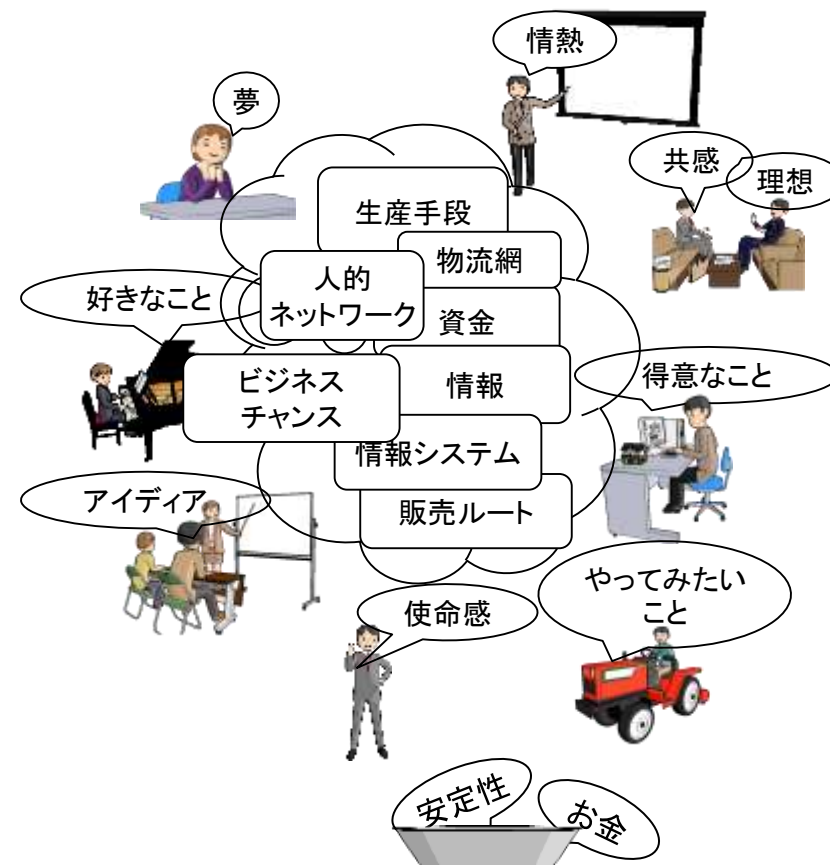 情熱
夢
共感
理想
生産手段
物流網
人的
ネットワーク
好きなこと
資金
ビジネス
チャンス
情報
得意なこと
情報システム
アイディア
販売ルート
やってみたい
こと
使命感
安定性
お金